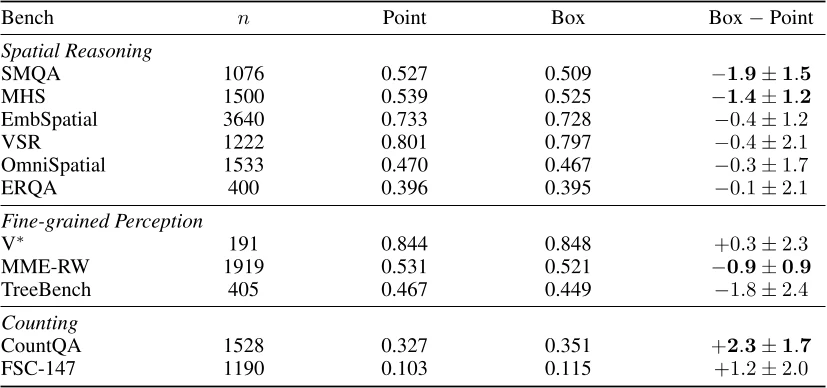 Bench n Point Box Box − Point
Spatial Reasoning
SMQA 1076 0.527 0.509 −1.9 ± 1.5
MHS 1500 0.539 0.525 −1.4 ± 1.2
EmbSpatial 3640 0.733 0.728 −0.4 ± 1.2
VSR 1222 0.801 0.797 −0.4 ± 2.1
OmniSpatial 1533 0.470 0.467 −0.3 ± 1.7
ERQA 400 0.396 0.395 −0.1 ± 2.1
Fine-grained Perception
V* 191 0.844 0.848 +0.3 ± 2.3
MME-RW 1919 0.531 0.521 −0.9 ± 0.9
TreeBench 405 0.467 0.449 −1.8 ± 2.4
Counting
CountQA 1528 0.327 0.351 +2.3 ± 1.7
FSC-147 1190 0.103 0.115 +1.2 ± 2.0